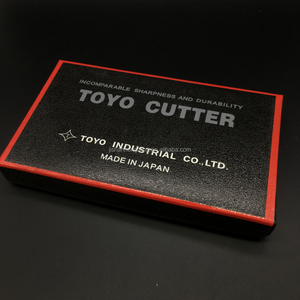 INCOMPARABLE SHARPNESS AND DURABILITY
TOYO CUTTER
TOYO INDUSTRIAL CO.,LTD.
MADE IN JAPAN